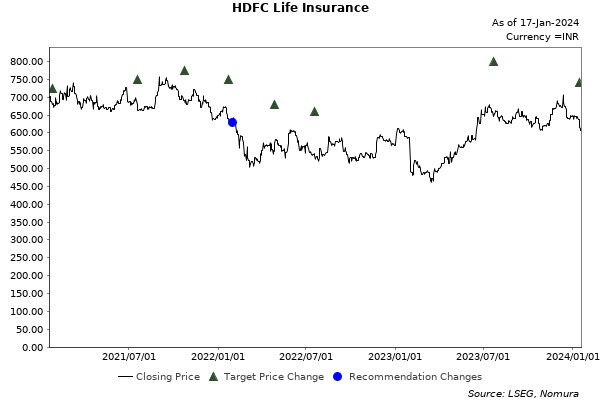 HDFC Life Insurance
As of 17-Jan-2024
Currency =INR
800.00
750.00
700.00
650.00
600.00
550.00
500.00
450.00
400.00
350.00
300.00
250.00
200.00
150.00
100.00
50.00
0.00
2021/07/01 2022/01/01 2022/07/01 2023/01/01 2023/07/01 2024/01/01
Closing Price Target Price Change Recommendation Changes
Source: LSEG, Nomura